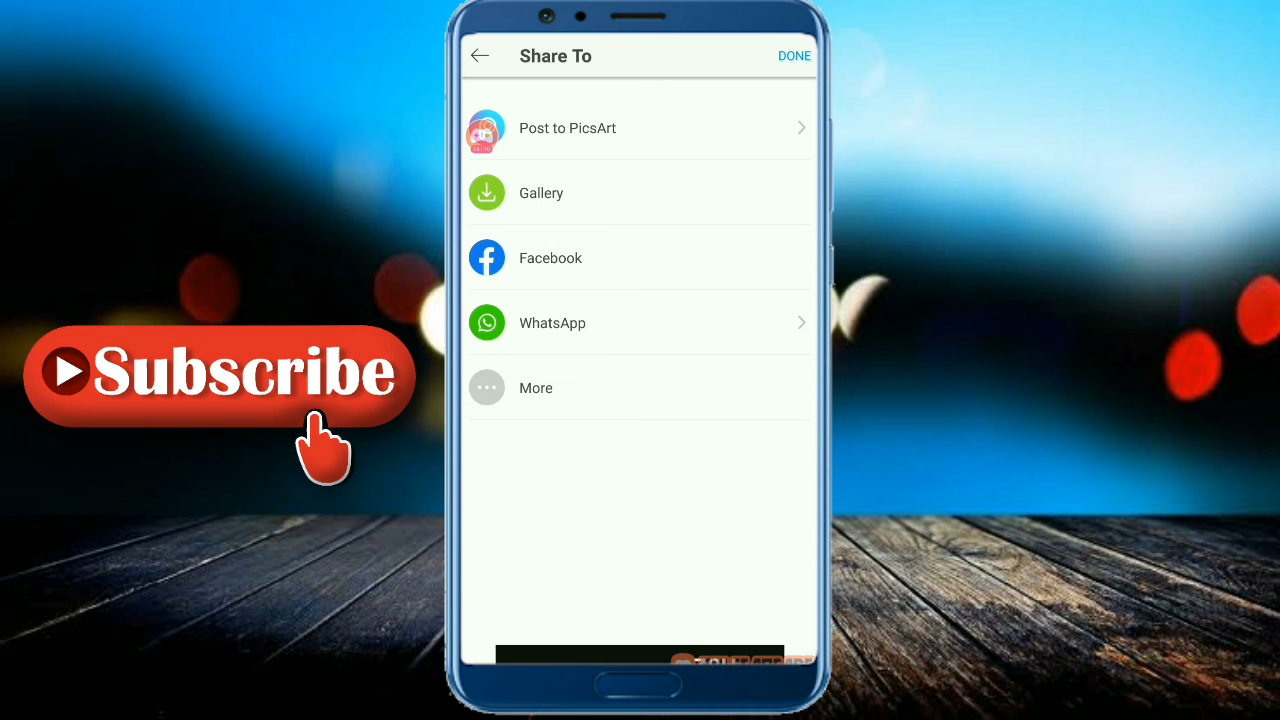 Share To
DONE
Post to PicsArt
Gallery
Facebook
WhatsApp
More
Subscribe